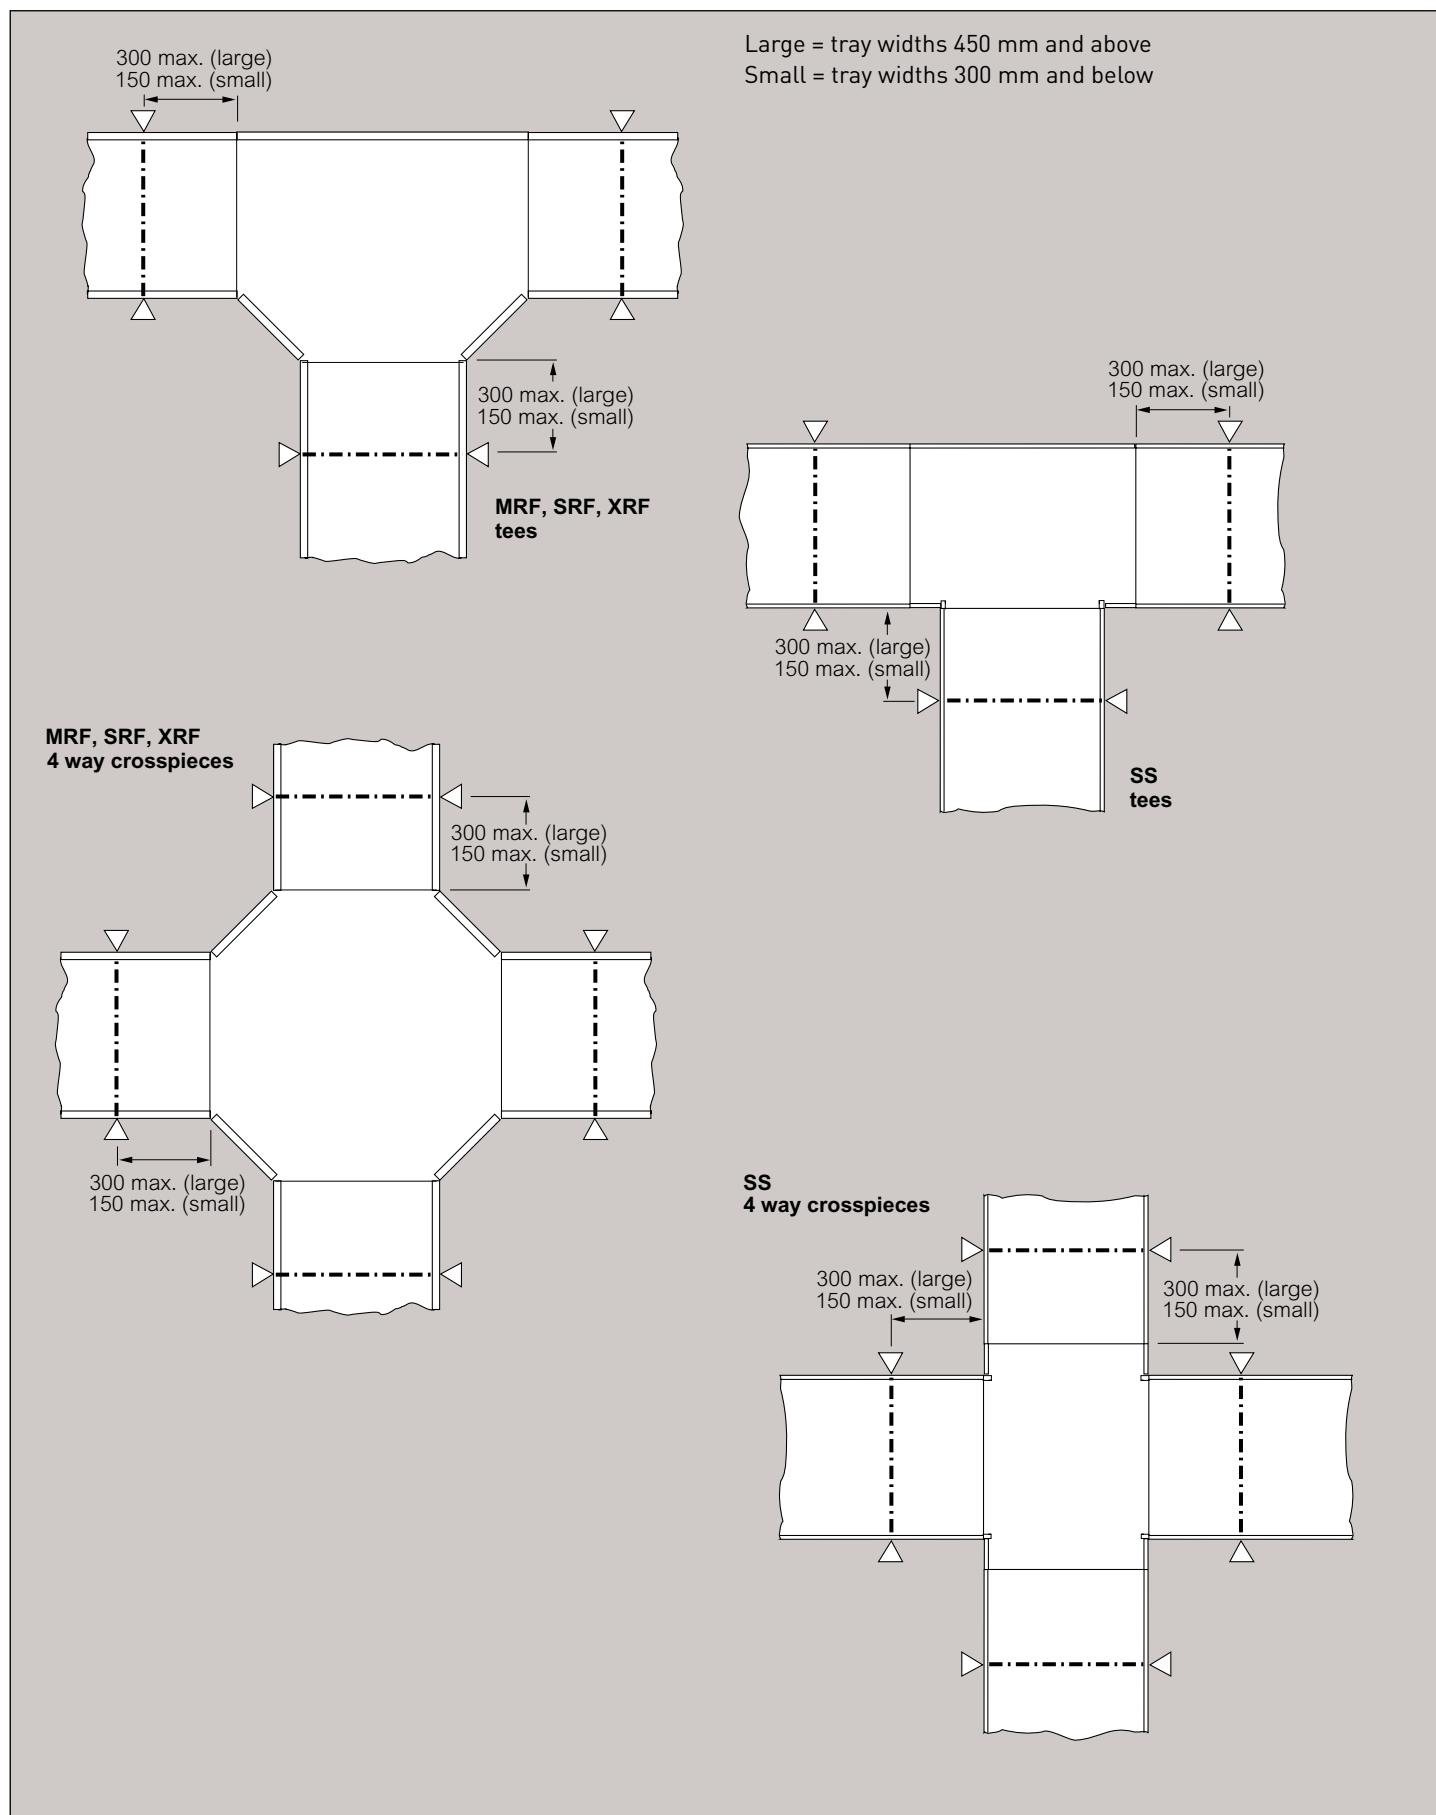 300 max. (large)
150 max. (small)
Large = tray widths 450 mm and above
Small = tray widths 300 mm and below
300 max. (large)
150 max. (small)
MRF, SRF, XRF
tees
300 max. (large)
150 max. (small)
300 max. (large)
150 max. (small)
SS
tees
MRF, SRF, XRF
4 way crosspieces
300 max. (large)
150 max. (small)
300 max. (large)
150 max. (small)
SS
4 way crosspieces
300 max. (large)
150 max. (small)
300 max. (large)
150 max. (small)